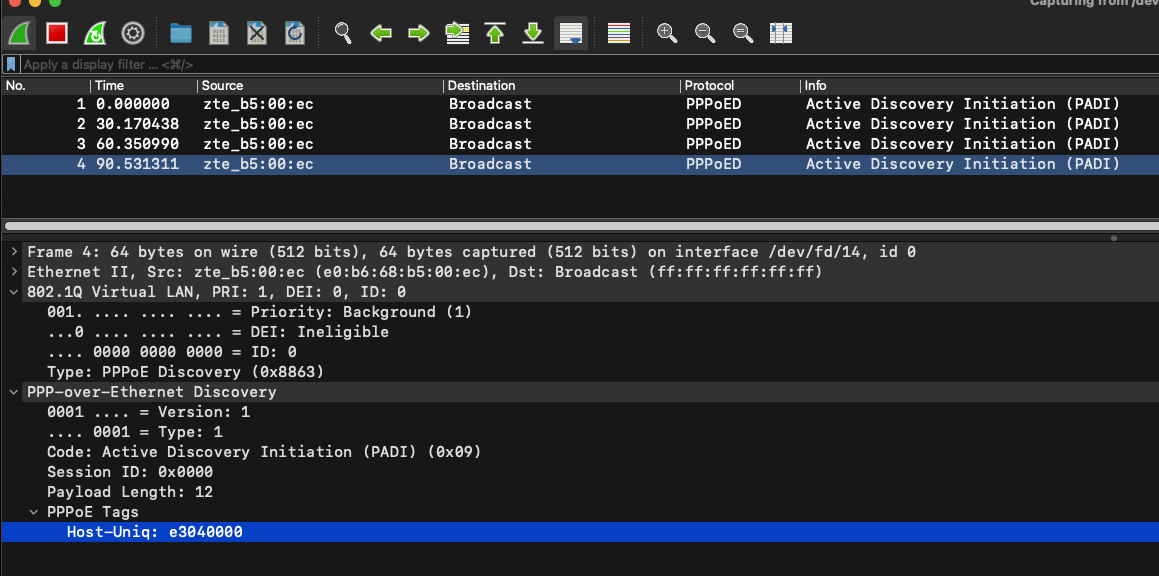 Capturing from /dev
Apply a display filter ... <⌘/>
No. Time Source Destination Protocol Info
1 0.000000 zte_b5:00:ec Broadcast PPPoED Active Discovery Initiation (PADI)
2 30.170438 zte_b5:00:ec Broadcast PPPoED Active Discovery Initiation (PADI)
3 60.350990 zte_b5:00:ec Broadcast PPPoED Active Discovery Initiation (PADI)
4 90.531311 zte_b5:00:ec Broadcast PPPoED Active Discovery Initiation (PADI)
Frame 4: 64 bytes on wire (512 bits), 64 bytes captured (512 bits) on interface /dev/fd/14, id 0
Ethernet II, Src: zte_b5:00:ec (e0:b6:68:b5:00:ec), Dst: Broadcast (ff:ff:ff:ff:ff:ff)
802.1Q Virtual LAN, PRI: 1, DEI: 0, ID: 0
001. .... .... .... = Priority: Background (1)
...0 .... .... .... = DEI: Ineligible
.... 0000 0000 0000 = ID: 0
Type: PPPoE Discovery (0x8863)
PPP-over-Ethernet Discovery
0001 .... = Version: 1
.... 0001 = Type: 1
Code: Active Discovery Initiation (PADI) (0x09)
Session ID: 0x0000
Payload Length: 12
PPPoE Tags
Host-Uniq: e3040000